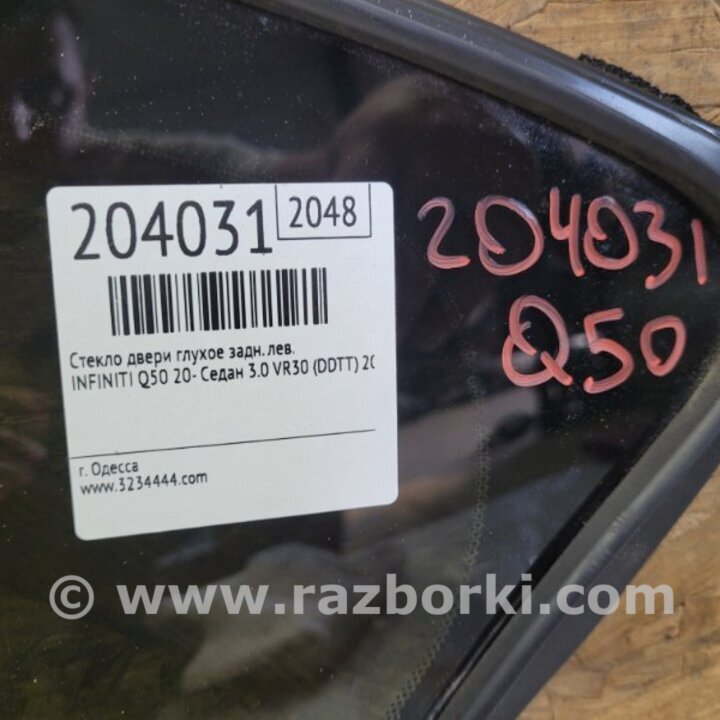 204031 2048
Стекло двери глухое задн.лев.
INFINITI Q50 20- Седан 3.0 VR30 (DDTT) 20
г. Одесса
www.3234444.com
204031
Q50
© www.razborki.com